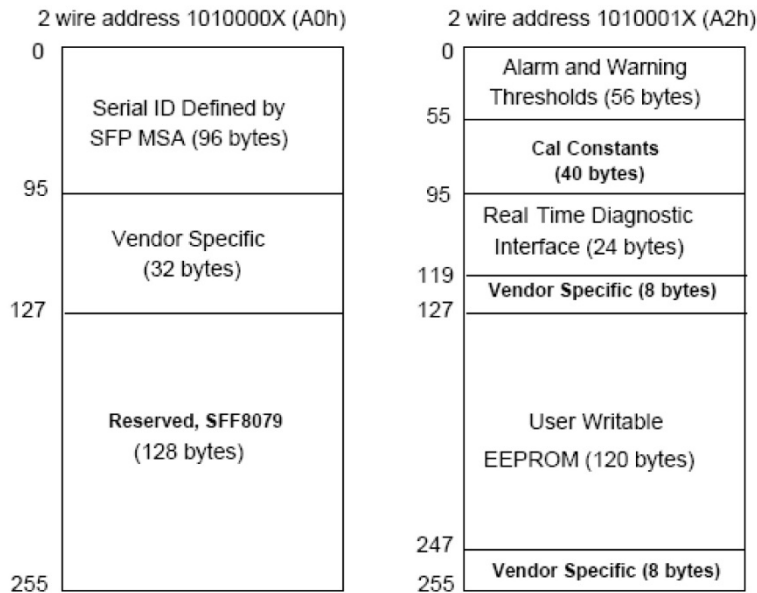 2 wire address 1010000X (A0h)
0
Serial ID Defined by
SFP MSA (96 bytes)
95
Vendor Specific
(32 bytes)
127
Reserved, SFF8079
(128 bytes)
255
2 wire address 1010001X (A2h)
0
Alarm and Warning
Thresholds (56 bytes)
55
Cal Constants
(40 bytes)
95
Real Time Diagnostic
Interface (24 bytes)
119
Vendor Specific (8 bytes)
127
User Writable
EEPROM (120 bytes)
247
Vendor Specific (8 bytes)
255